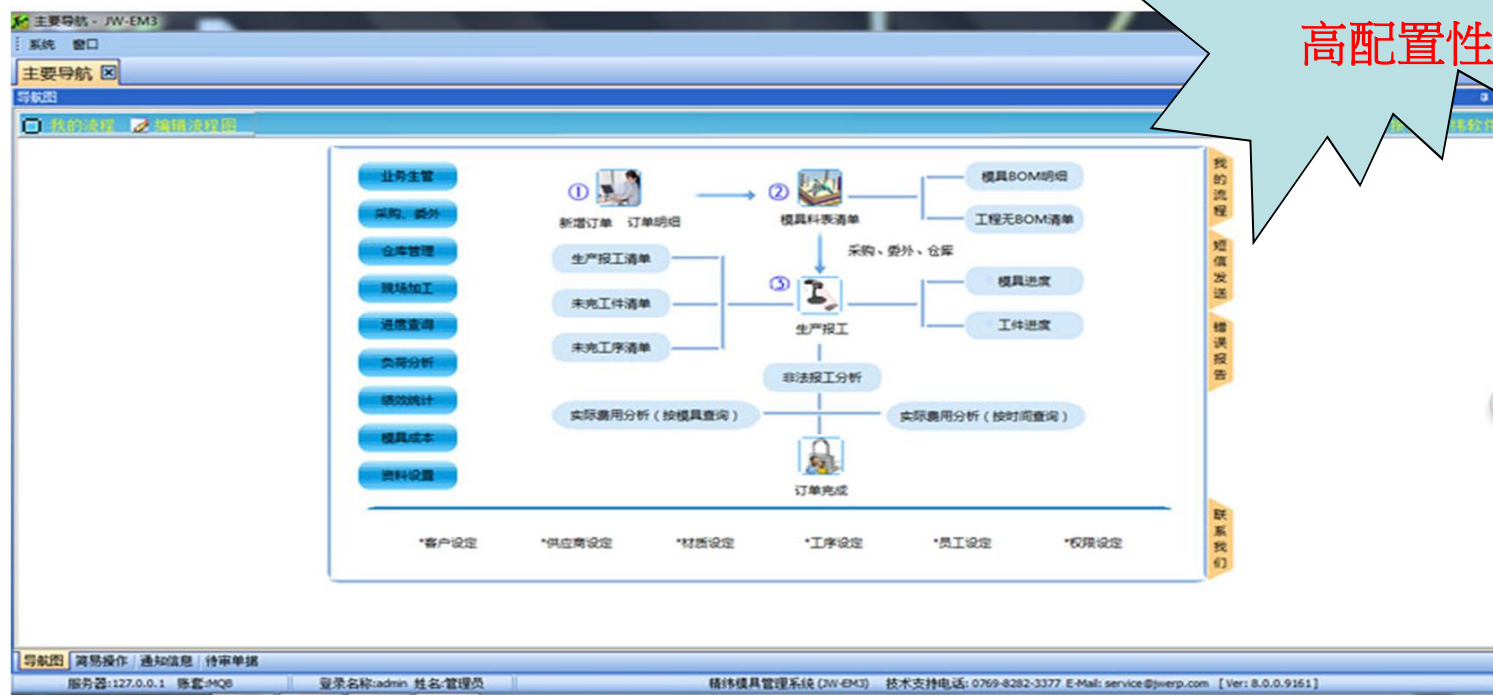 主要导航 - JW-EM3
高配置性
系统 窗口
主要导航
导航图
我的流程 编辑流程图
纬软件
业务主管
采购、委外
仓库管理
现场加工
进度查询
负荷分析
绩效统计
模具成本
资料设置
① ②
新增订单 订单明细
模具料表清单
模具BOM明细
工程无BOM清单
采购、委外、仓库
生产报工清单
未完工件清单
未完工序清单
③
生产报工
模具进度
工件进度
非法报工分析
实际费用分析(按模具查询)
实际费用分析(按时间查询)
订单完成
*客户设定 *供应商设定 *材质设定 *工序设定 *员工设定 *权限设定
我的流程
短信发送
错误报告
联系我们
导航图 简易操作 通知信息 待审单据
服务器:127.0.0.1 账套:MQB 登录名称:admin 姓名:管理员 精纬模具管理系统 (JW-EM3) 技术支持电话: 0769-8282-3377 E-Mail: service@jwerp.com [Ver: 8.0.0.9161]